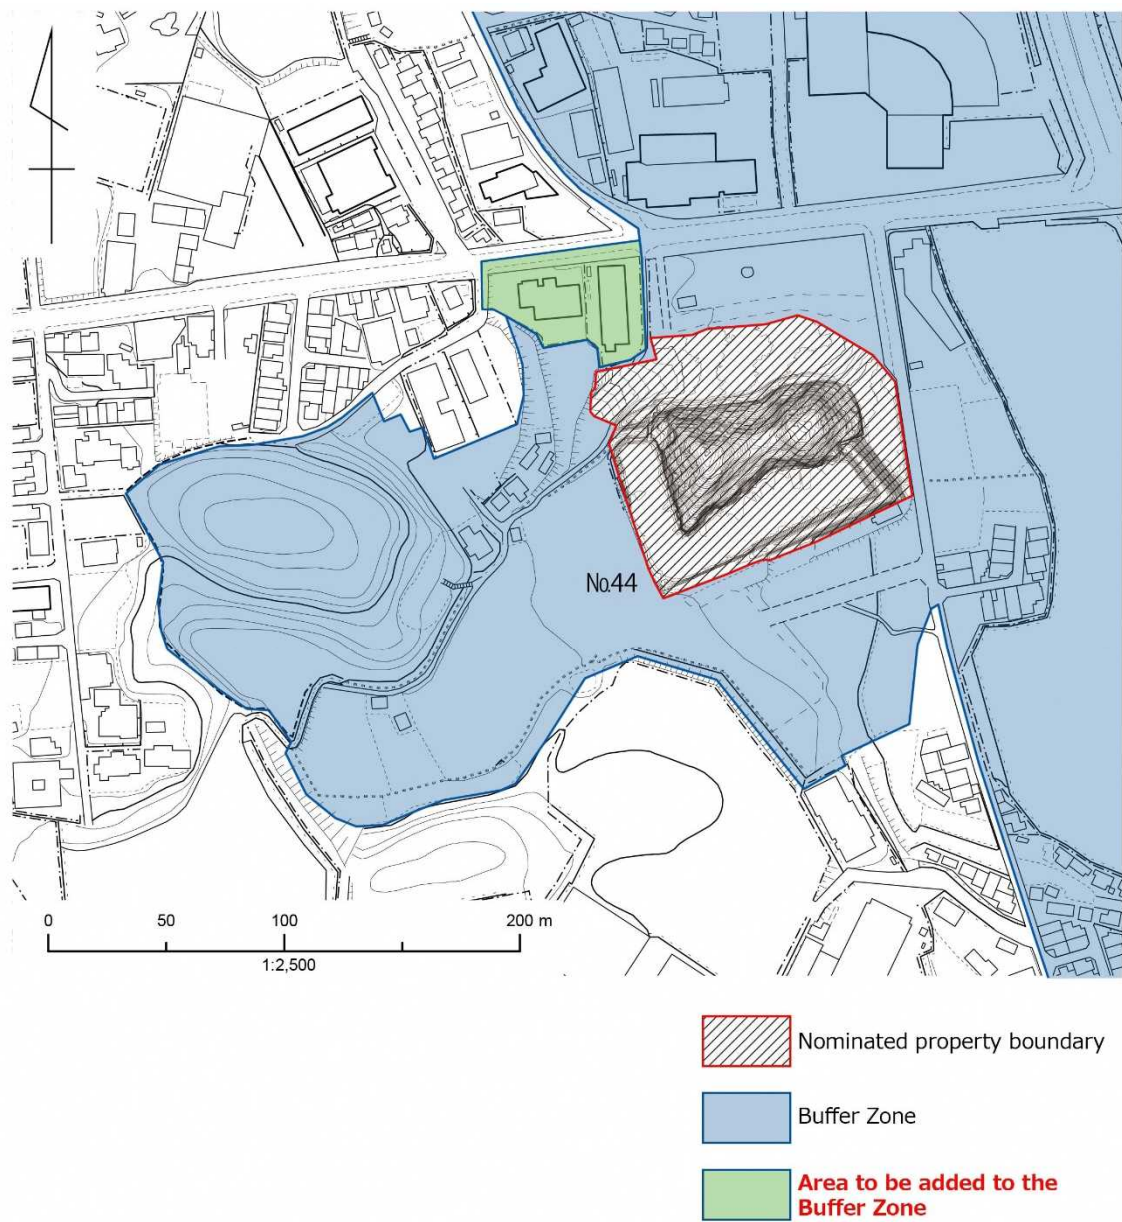 No.44
0 50 100 200 m
1:2,500
Nominated property boundary
Buffer Zone
Area to be added to the
Buffer Zone